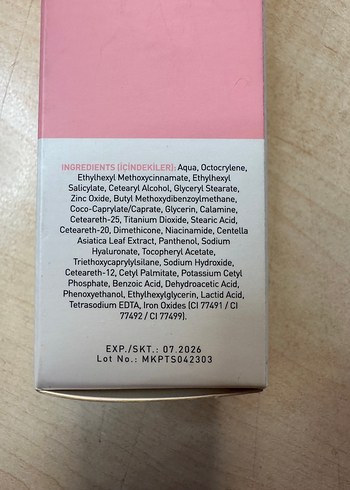 INGREDIENTS (İÇİNDEKİLER): Aqua, Octocrylene,
Ethylhexyl Methoxycinnamate, Ethylhexyl
Salicylate, Cetearyl Alcohol, Glyceryl Stearate,
Zinc Oxide, Butyl Methoxydibenzoylmethane,
Coco-Caprylate/Caprate, Glycerin, Calamine,
Ceteareth-25, Titanium Dioxide, Stearic Acid,
Ceteareth-20, Dimethicone, Niacinamide, Centella
Asiatica Leaf Extract, Panthenol, Sodium
Hyaluronate, Tocopheryl Acetate,
Triethoxycaprylylsilane, Sodium Hydroxide,
Ceteareth-12, Cetyl Palmitate, Potassium Cetyl
Phosphate, Benzoic Acid, Dehydroacetic Acid,
Phenoxyethanol, Ethylhexylglycerin, Lactid Acid,
Tetrasodium EDTA, Iron Oxides (CI 77491 / CI
77492 / CI 77499).
EXP./SKT.: 07.2026
Lot No.: MKPTS042303